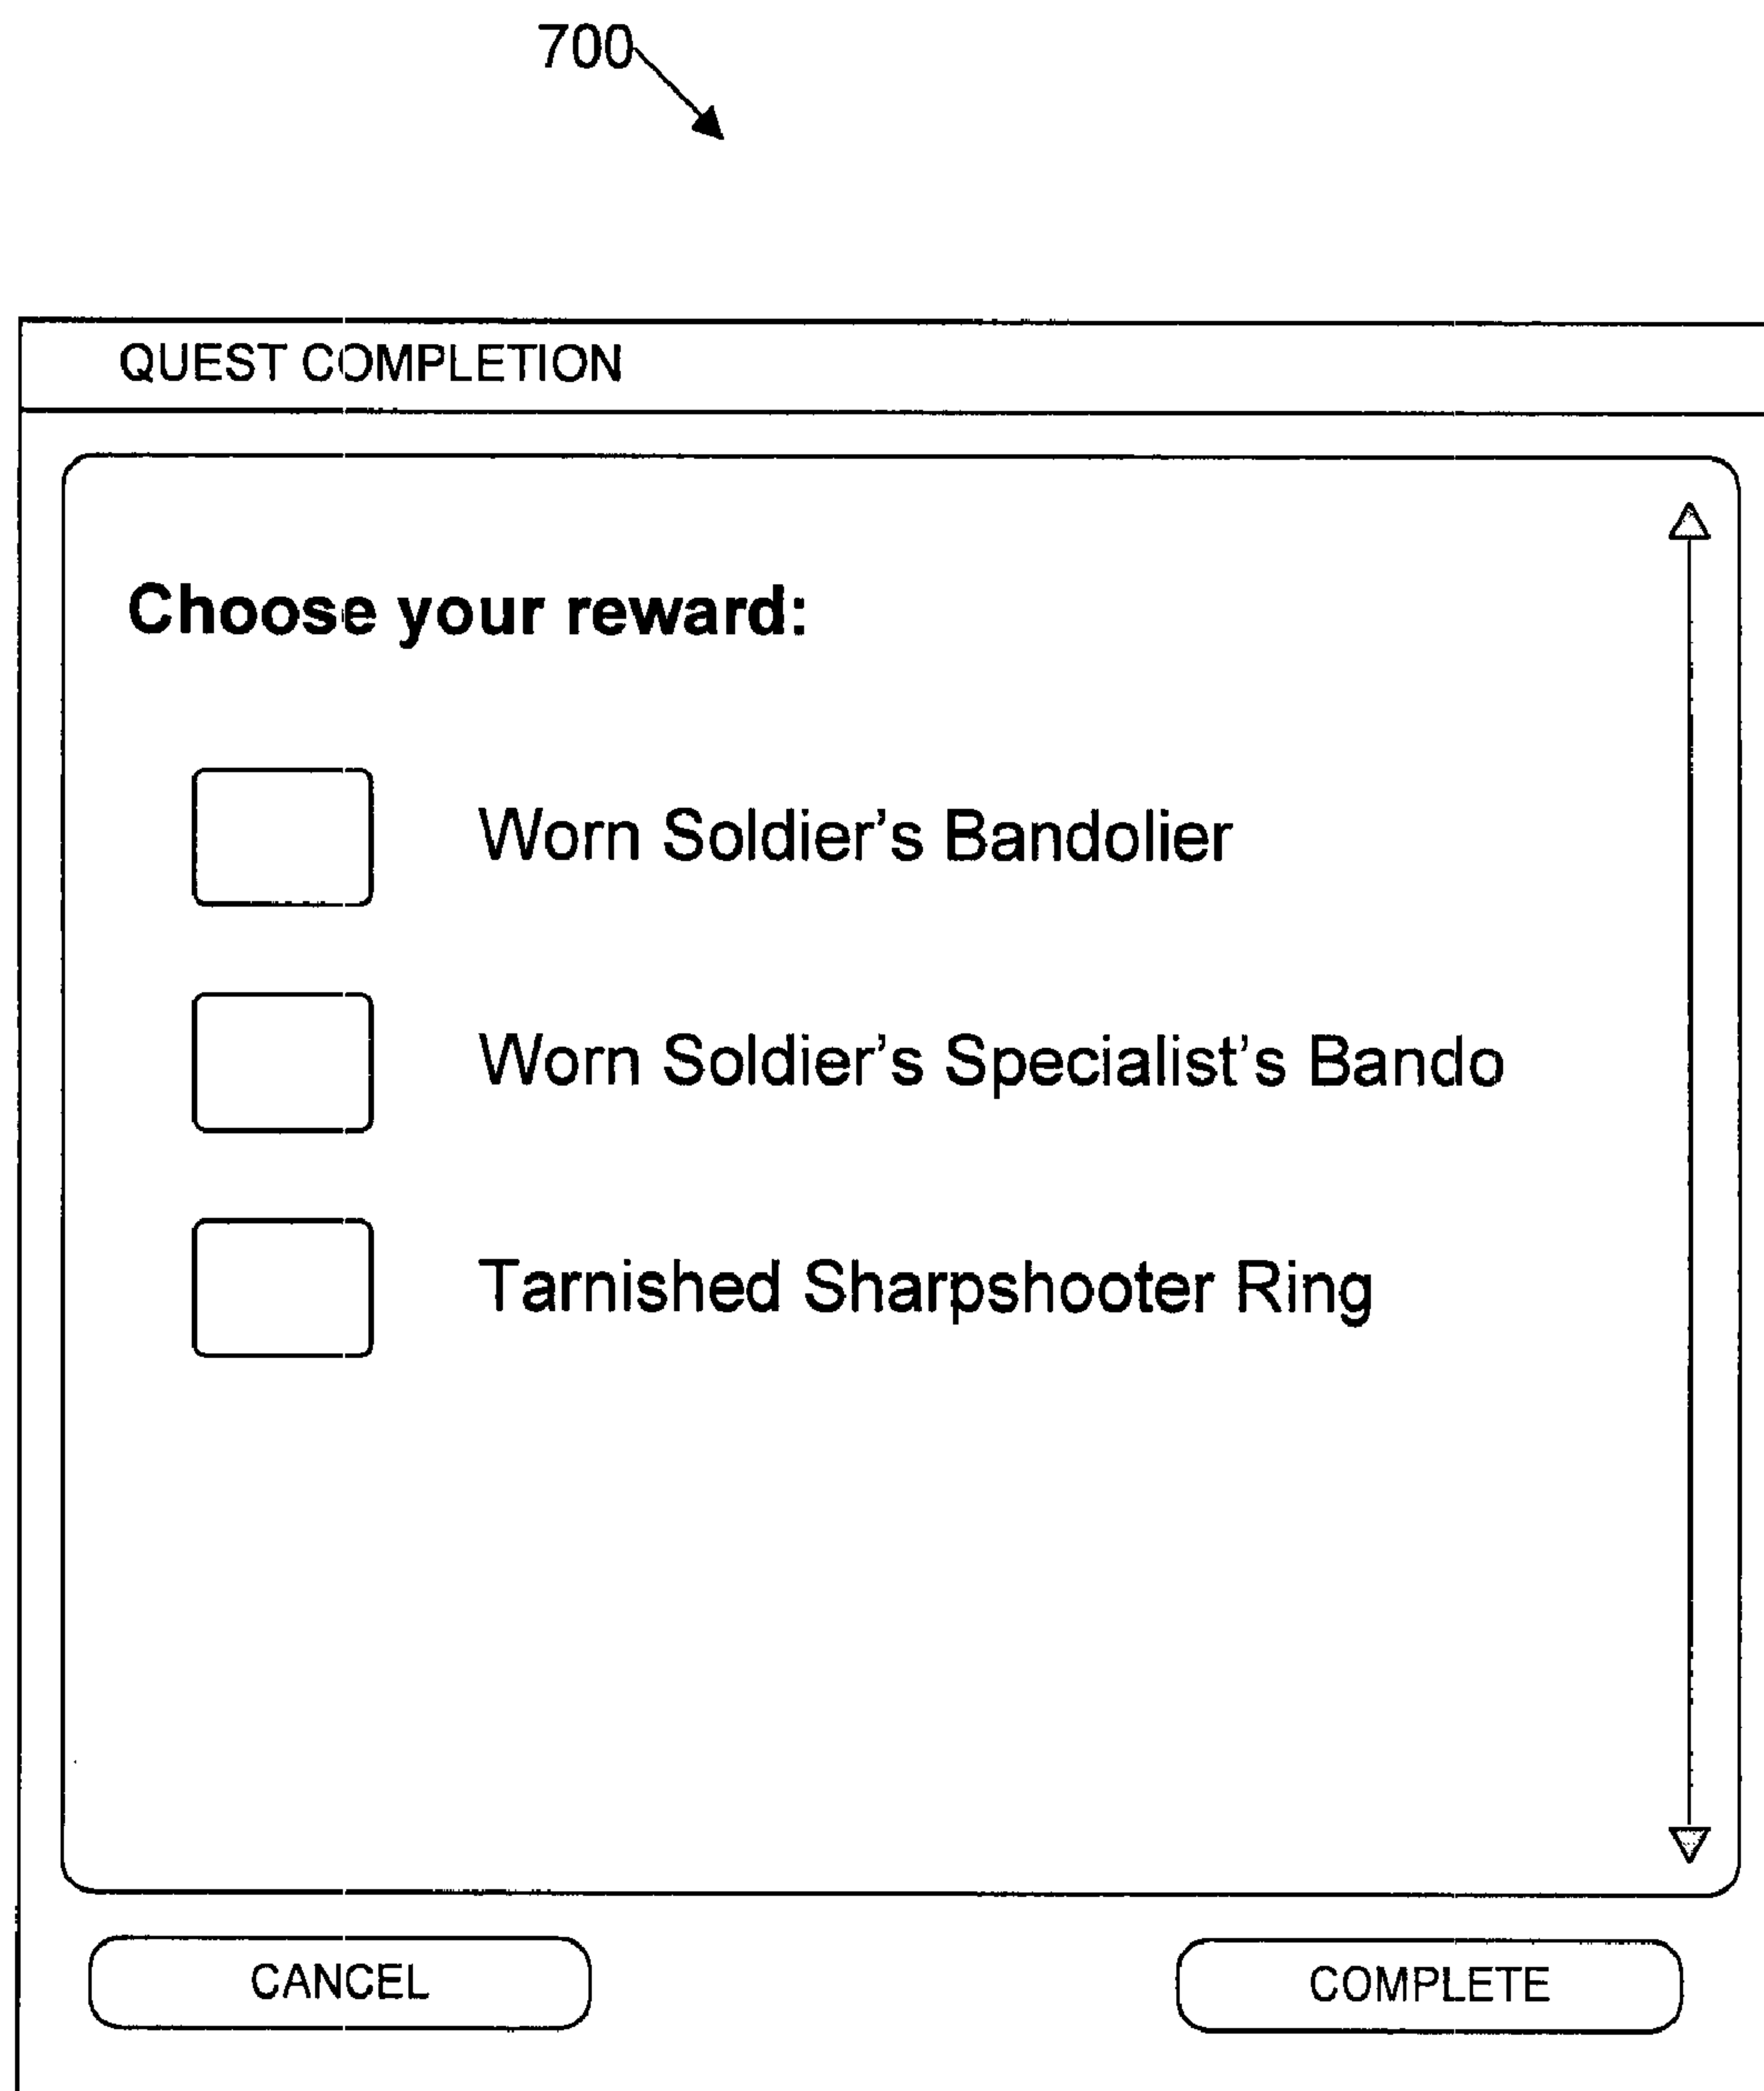 700
QUEST COMPLETION
Choose your reward:
Worn Soldier’s Bandolier
Worn Soldier’s Specialist’s Bando
Tarnished Sharpshooter Ring
CANCEL
COMPLETE